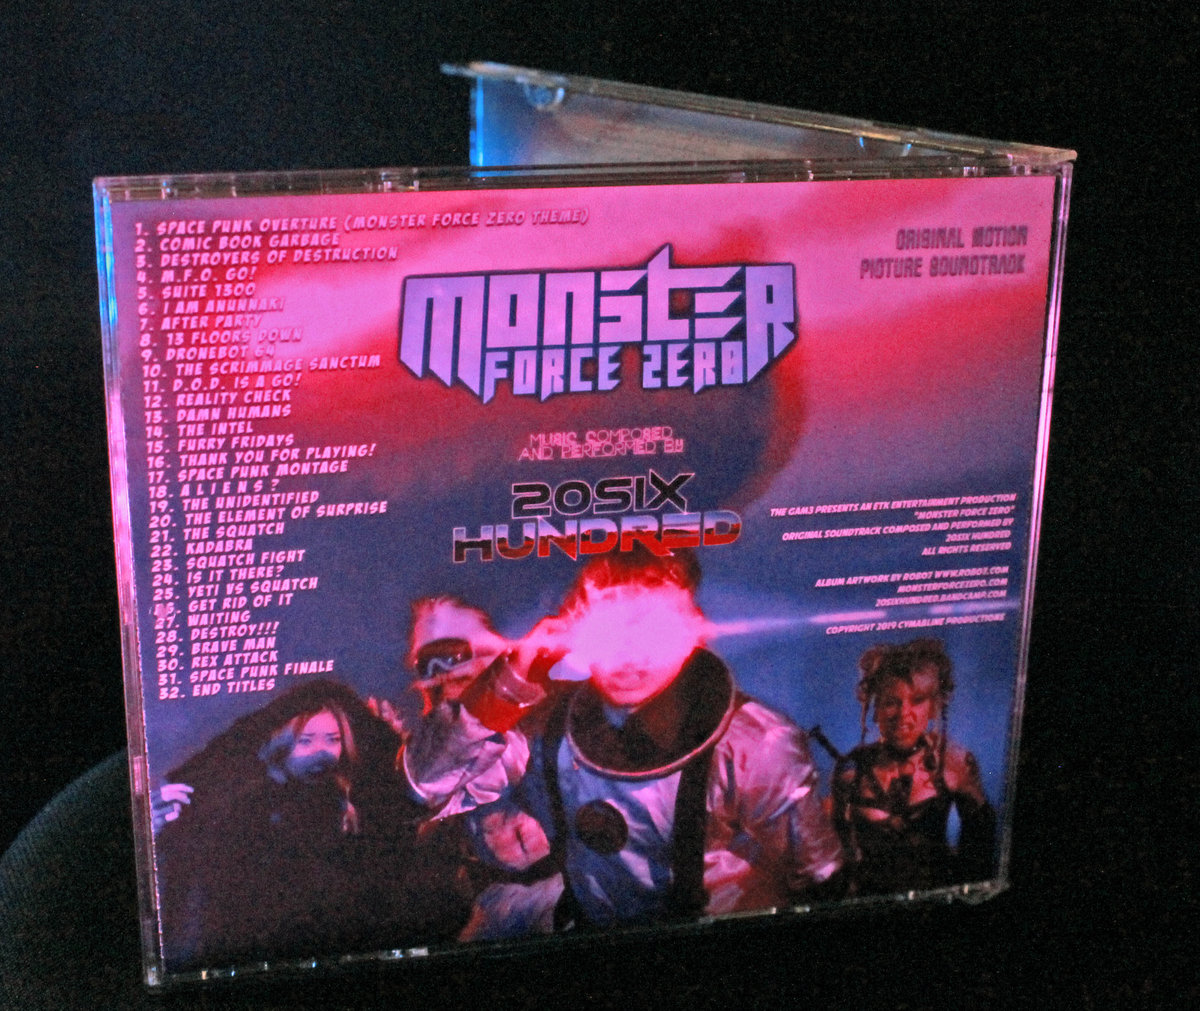 1. SPACE PUNK OVERTURE (MONSTER FORCE ZERO THEME)
2. COMIC BOOK GARBAGE
3. DESTROYERS OF DESTRUCTION
4. M.F.O. GO!
5. SUITE 1300
6. I AM ANUNNAKI
7. AFTER PARTY
8. 13 FLOORS DOWN
9. DRONEBOT 64
10. THE SCRIMMAGE SANCTUM
11. D.O.D. IS A GO!
12. REALITY CHECK
13. DAMN HUMANS
14. THE INTEL
15. FURRY FRIDAYS
16. THANK YOU FOR PLAYING!
17. SPACE PUNK MONTAGE
18. A L I E N S ?
19. THE UNIDENTIFIED
20. THE ELEMENT OF SURPRISE
21. THE SQUATCH
22. KADABRA
23. SQUATCH FIGHT
24. IS IT THERE?
25. YETI VS SQUATCH
26. GET RID OF IT
27. WAITING
28. DESTROY!!!
29. BRAVE MAN
30. REX ATTACK
31. SPACE PUNK FINALE
32. END TITLES
ORIGINAL MOTION
PICTURE SOUNDTRACK
MONSTER
FORCE ZERO
MUSIC COMPOSED
AND PERFORMED BY
20SIX
HUNDRED
THE GAM3 PRESENTS AN ETX ENTERTAINMENT PRODUCTION
"MONSTER FORCE ZERO"
ORIGINAL SOUNDTRACK COMPOSED AND PERFORMED BY
20SIX HUNDRED
ALL RIGHTS RESERVED
ALBUM ARTWORK BY ROBO7 WWW.ROBO7.COM
MONSTERFORCEZERO.COM
20SIXHUNDRED.BANDCAMP.COM
COPYRIGHT 2019 CYMABLINE PRODUCTIONZ